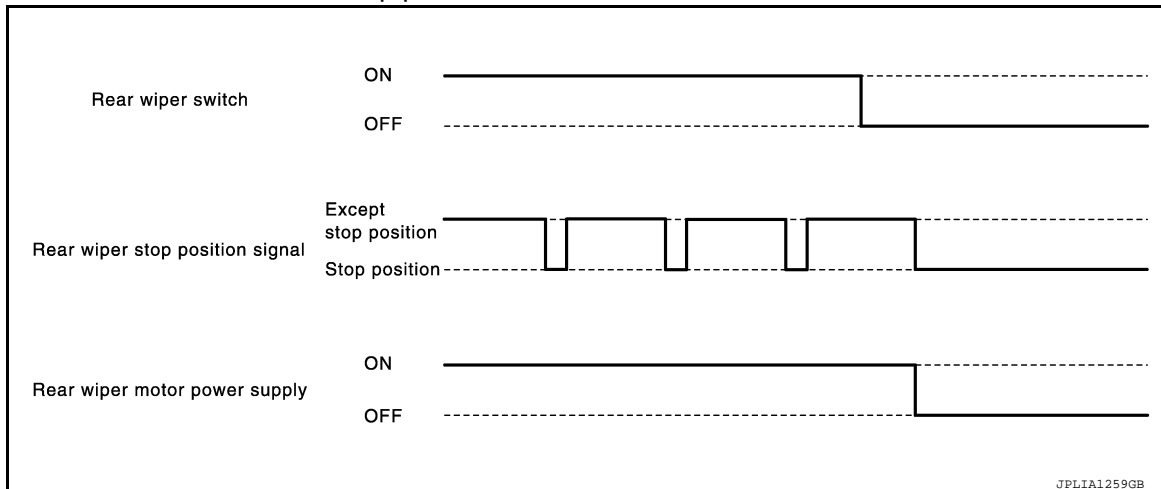 ON
Rear wiper switch
OFF
Except
stop position
Rear wiper stop position signal
Stop position
ON
Rear wiper motor power supply
OFF
JPLIA1259GB